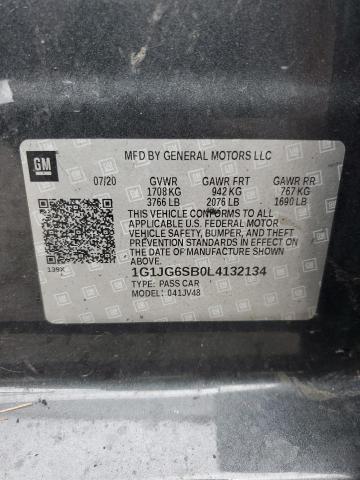 GM
MFD BY GENERAL MOTORS LLC
07/20 GVWR GAWR FRT GAWR RR
1708 KG 942 KG 767 KG
3766 LB 2076 LB 1690 LB
THIS VEHICLE CONFORMS TO ALL
APPLICABLE U.S. FEDERAL MOTOR
VEHICLE SAFETY, BUMPER, AND THEFT
PREVENTION STANDARDS IN EFFECT ON
THE DATE OF MANUFACTURE SHOWN
ABOVE.
139X
1G1JG6SB0L4132134
TYPE: PASS CAR
MODEL: 041JV48